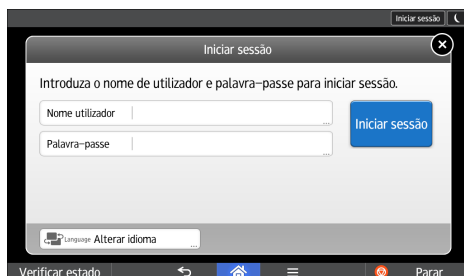 Iniciar sessão
Iniciar sessão
Introduza o nome de utilizador e palavra-passe para iniciar sessão.
Nome utilizador
...
Iniciar sessão
Palavra-passe
...
Language Alterar idioma
...
Verificar estado
Parar